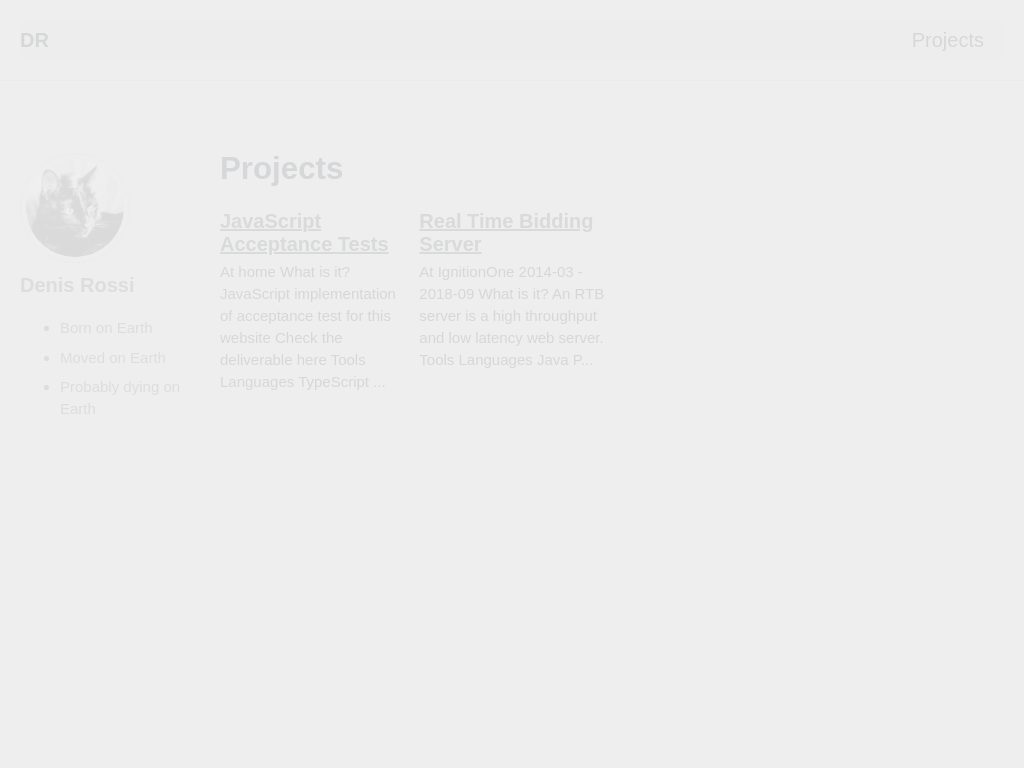 DR
Projects
Denis Rossi
Born on Earth
Moved on Earth
Probably dying on
Earth
Projects
JavaScript
Acceptance Tests
At home What is it?
JavaScript implementation
of acceptance test for this
website Check the
deliverable here Tools
Languages TypeScript ...
Real Time Bidding
Server
At IgnitionOne 2014-03 -
2018-09 What is it? An RTB
server is a high throughput
and low latency web server.
Tools Languages Java P...